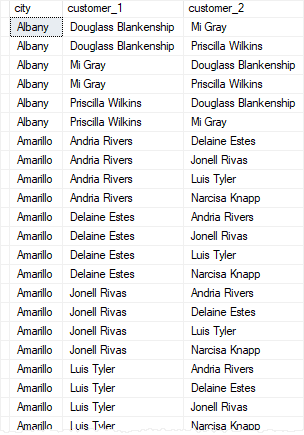 city customer_1 customer_2
Albany Douglass Blankenship Mi Gray
Albany Douglass Blankenship Priscilla Wilkins
Albany Mi Gray Douglass Blankenship
Albany Mi Gray Priscilla Wilkins
Albany Priscilla Wilkins Douglass Blankenship
Albany Priscilla Wilkins Mi Gray
Amarillo Andria Rivers Delaine Estes
Amarillo Andria Rivers Jonell Rivas
Amarillo Andria Rivers Luis Tyler
Amarillo Andria Rivers Narcisa Knapp
Amarillo Delaine Estes Andria Rivers
Amarillo Delaine Estes Jonell Rivas
Amarillo Delaine Estes Luis Tyler
Amarillo Delaine Estes Narcisa Knapp
Amarillo Jonell Rivas Andria Rivers
Amarillo Jonell Rivas Delaine Estes
Amarillo Jonell Rivas Luis Tyler
Amarillo Jonell Rivas Narcisa Knapp
Amarillo Luis Tyler Andria Rivers
Amarillo Luis Tyler Delaine Estes
Amarillo Luis Tyler Jonell Rivas
Amarillo Luis Tyler Narcisa Knapp